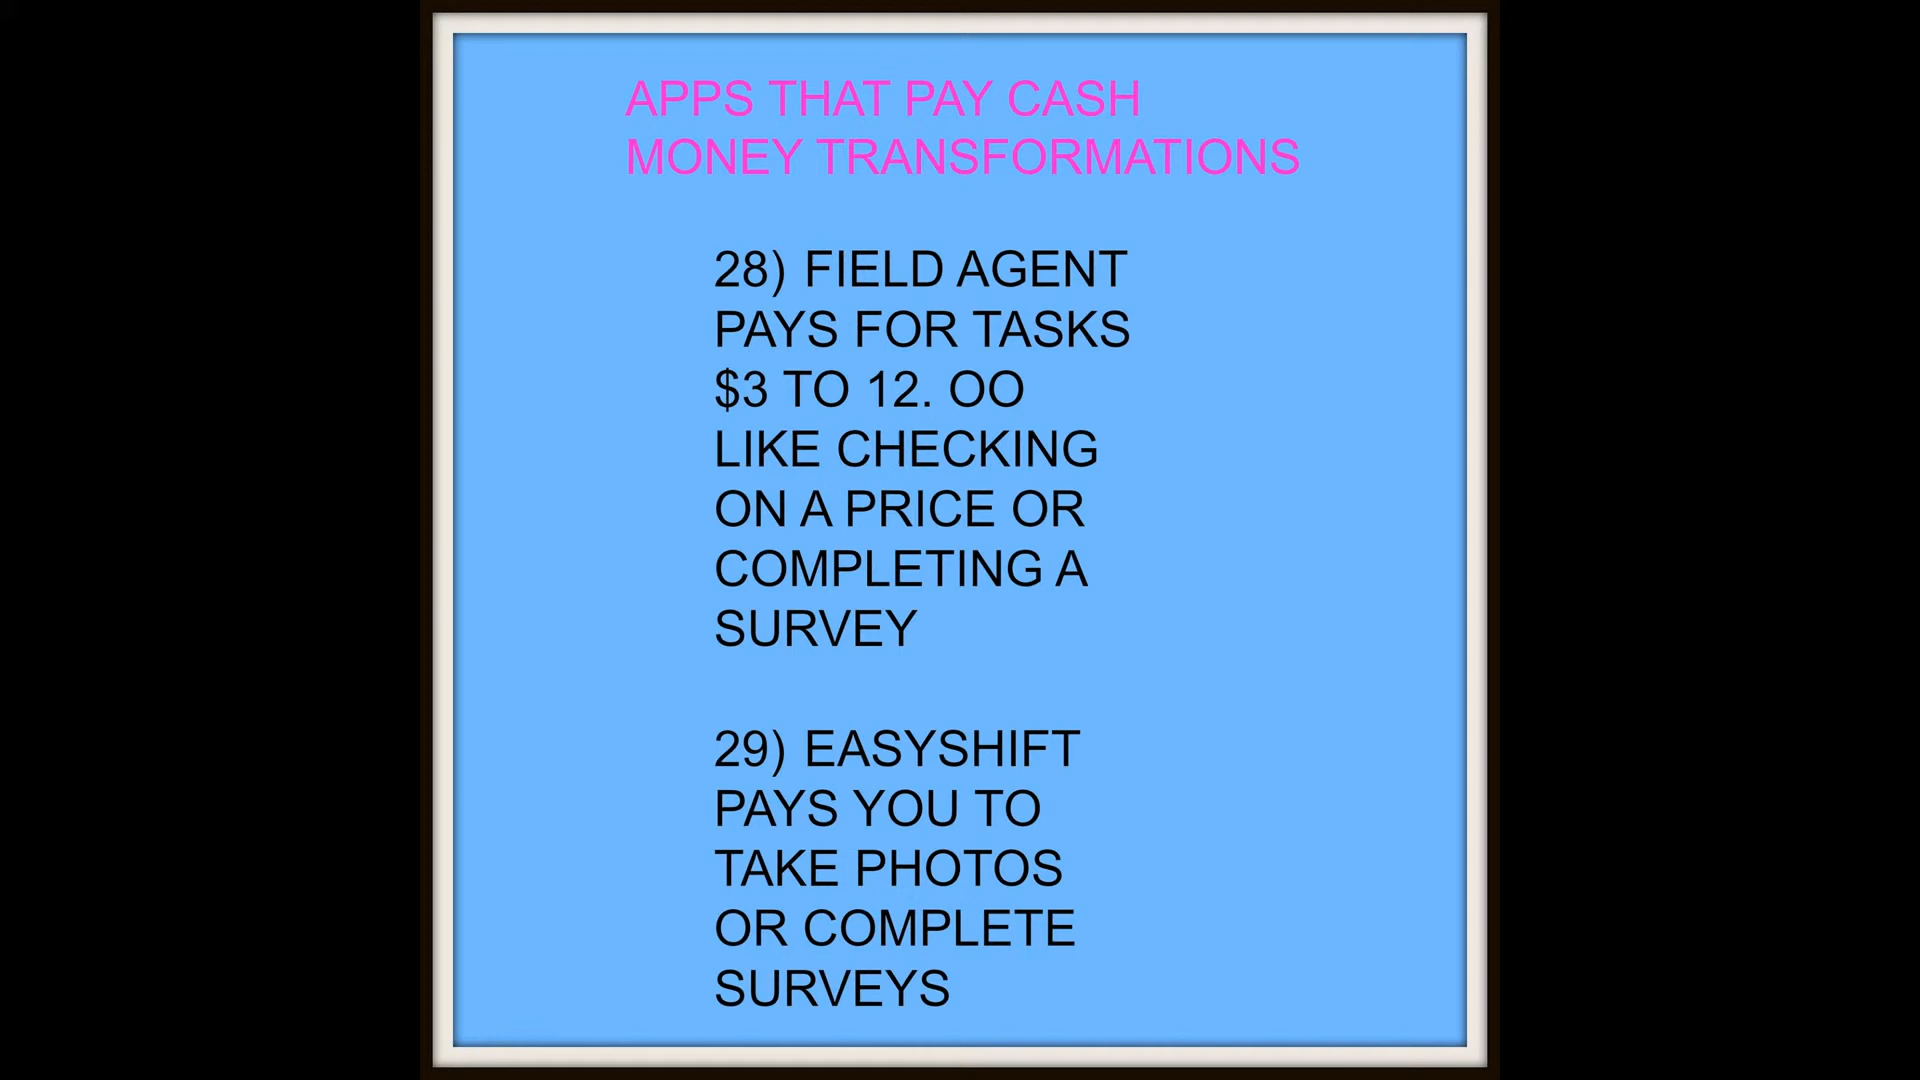 APPS THAT PAY CASH
MONEY TRANSFORMATIONS
28) FIELD AGENT
PAYS FOR TASKS
$3 TO 12. OO
LIKE CHECKING
ON A PRICE OR
COMPLETING A
SURVEY
29) EASYSHIFT
PAYS YOU TO
TAKE PHOTOS
OR COMPLETE
SURVEYS